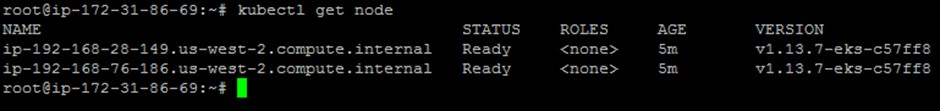 root@ip-172-31-86-69:~# kubectl get node
NAME STATUS ROLES AGE VERSION
ip-192-168-28-149.us-west-2.compute.internal Ready <none> 5m v1.13.7-eks-c57ff8
ip-192-168-76-186.us-west-2.compute.internal Ready <none> 5m v1.13.7-eks-c57ff8
root@ip-172-31-86-69:~#